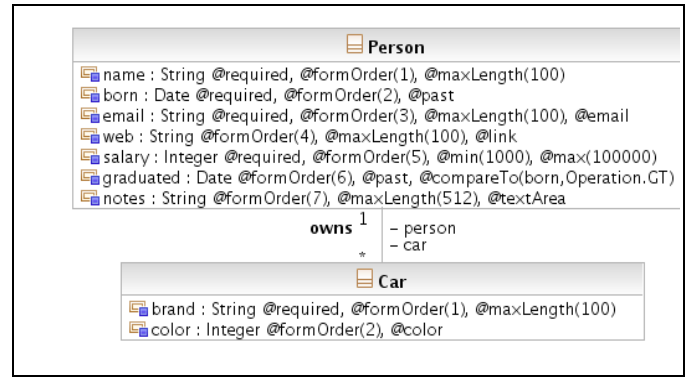 Person
name : String @required, @formOrder(1), @maxLength(100)
born : Date @required, @formOrder(2), @past
email : String @required, @formOrder(3), @maxLength(100), @email
web : String @formOrder(4), @maxLength(100), @link
salary : Integer @required, @formOrder(5), @min(1000), @max(100000)
graduated : Date @formOrder(6), @past, @compareTo(born,Operation.GT)
notes : String @formOrder(7), @maxLength(512), @textArea
owns 1 – person
* – car
Car
brand : String @required, @formOrder(1), @maxLength(100)
color : Integer @formOrder(2), @color